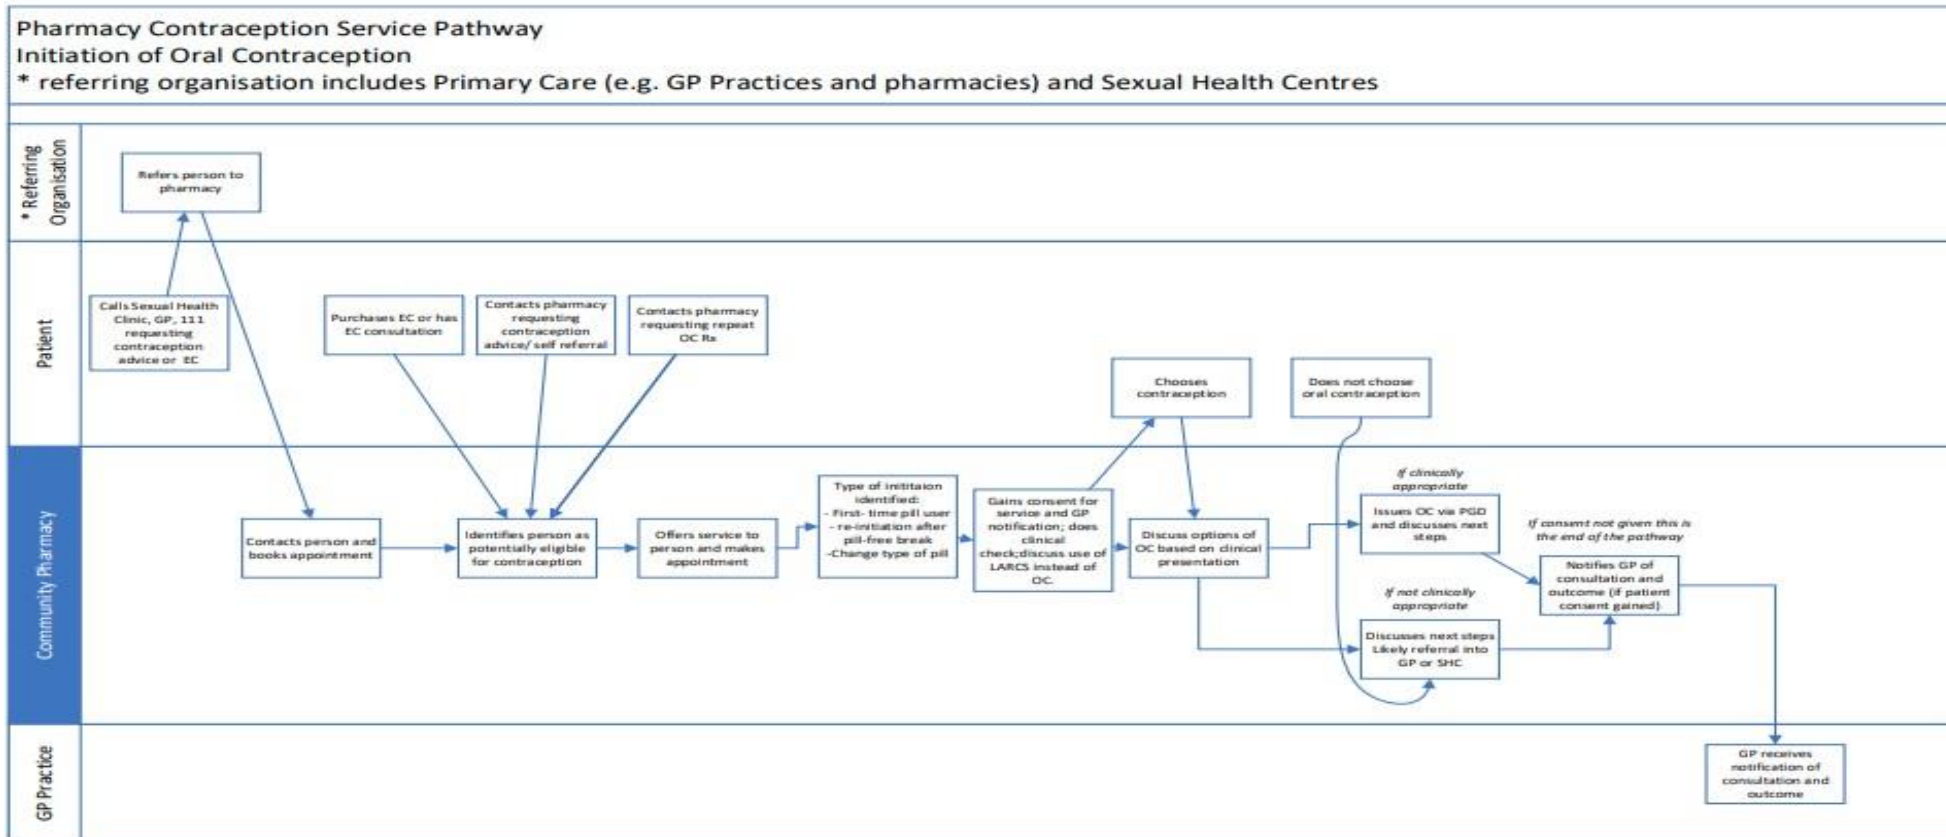 Pharmacy Contraception Service Pathway
Initiation of Oral Contraception
* referring organisation includes Primary Care (e.g. GP Practices and pharmacies) and Sexual Health Centres
* Referring
Organisation
Refers person to
pharmacy
Patient
Calls Sexual Health
Clinic, GP, 111
requesting
contraception
advice or EC
Purchases EC or has
EC consultation
Contacts pharmacy
requesting
contraception
advice/ self referral
Contacts pharmacy
requesting repeat
OC Rx
Chooses
contraception
Does not choose
oral contraception
Community Pharmacy
Contacts person and
books appointment
Identifies person as
potentially eligible
for contraception
Offers service to
person and makes
appointment
Type of inititaion
identified:
- First- time pill user
- re-initiation after
pill-free break
-Change type of pill
Gains consent for
service and GP
notification; does
clinical
check;discuss use of
LARCS instead of
OC.
Discuss options of
OC based on clinical
presentation
If clinically
appropriate
Issues OC via PGD
and discusses next
steps
If not clinically
appropriate
Discusses next steps
Likely referral into
GP or SHC
If consent not given this is
the end of the pathway
Notifies GP of
consultation and
outcome (if patient
consent gained)
GP Practice
GP receives
notification of
consultation and
outcome